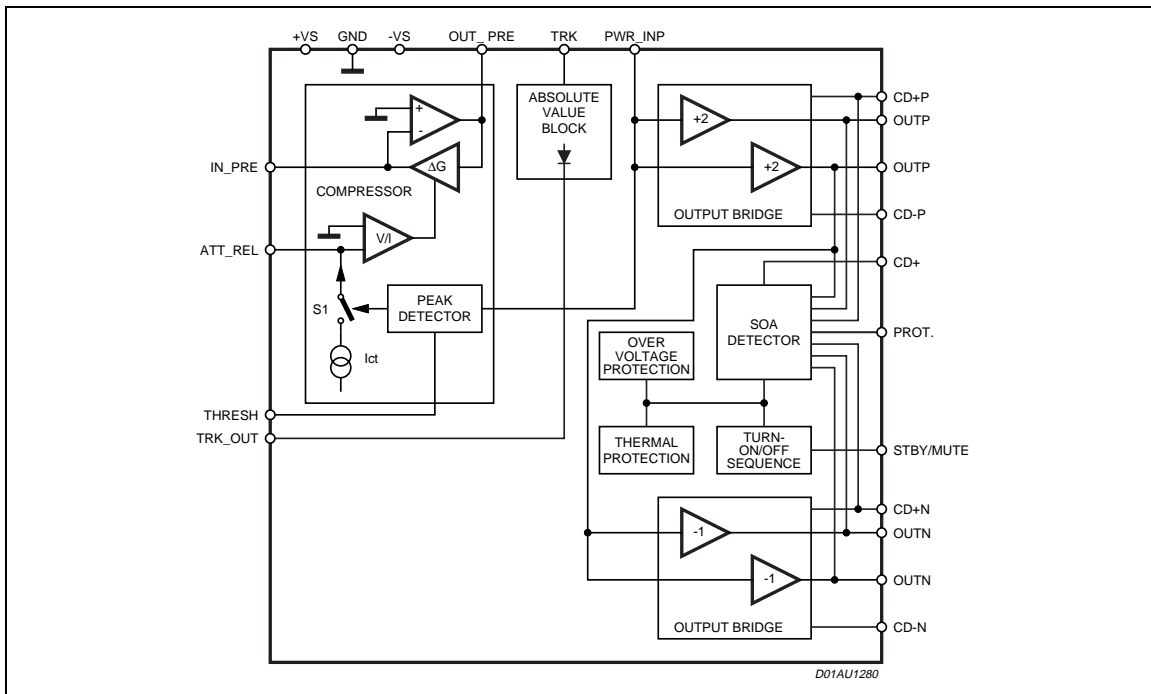 +VS GND -VS OUT_PRE TRK PWR_INP
ABSOLUTE
VALUE
BLOCK
+
-
ΔG
COMPRESSOR
V/I
S1
PEAK
DETECTOR
Ict
IN_PRE
ATT_REL
THRESH
TRK_OUT
+2
+2
OUTPUT BRIDGE
CD+P
OUTP
OUTP
CD-P
CD+
SOA
DETECTOR
PROT.
OVER
VOLTAGE
PROTECTION
THERMAL
PROTECTION
TURN-
ON/OFF
SEQUENCE
STBY/MUTE
-1
-1
OUTPUT BRIDGE
CD+N
OUTN
OUTN
CD-N
D01AU1280